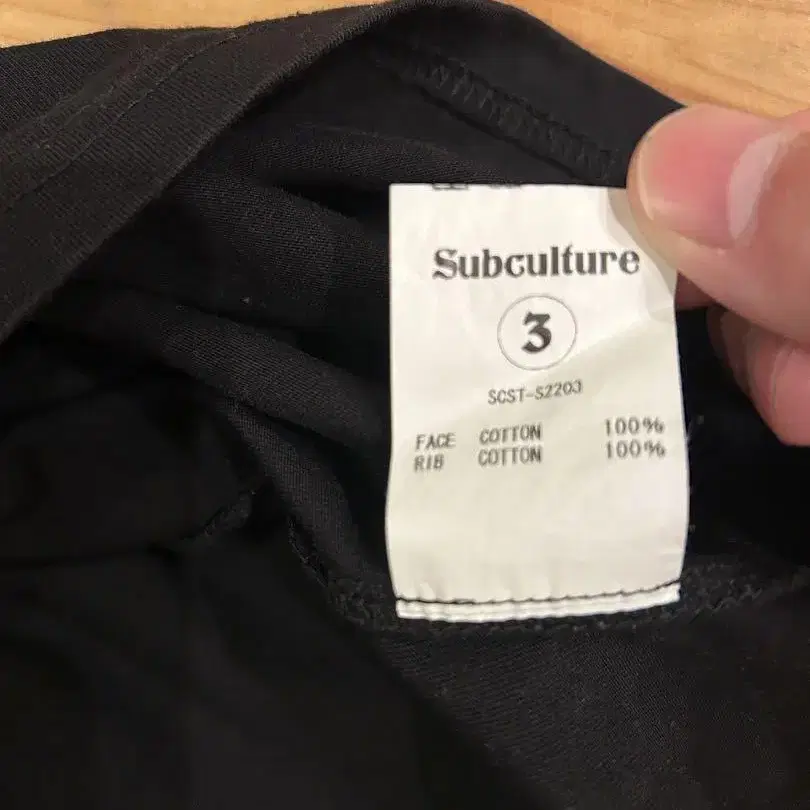 Subculture
3
SCST-S2203
FACE COTTON 100%
RIB COTTON 100%